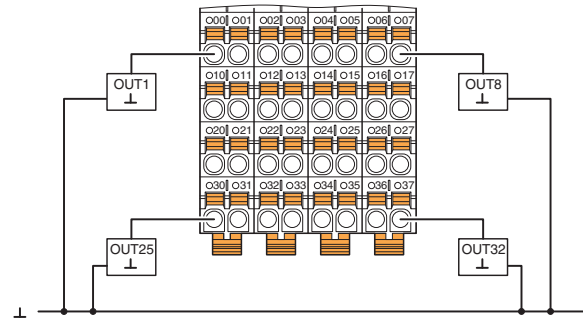 O00 O01 O02 O03 O04 O05 O06 O07
OUT1
OUT8
O10 O11 O12 O13 O14 O15 O16 O17
O20 O21 O22 O23 O24 O25 O26 O27
O30 O31 O32 O33 O34 O35 O36 O37
OUT25
OUT32